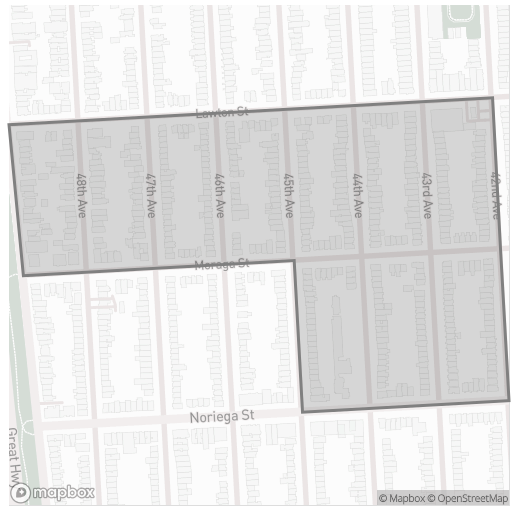 Lawton St
48th Ave
47th Ave
46th Ave
45th Ave
44th Ave
43rd Ave
42nd Ave
Moraga St
Noriega St
Great Hwy
mapbox
© Mapbox © OpenStreetMap